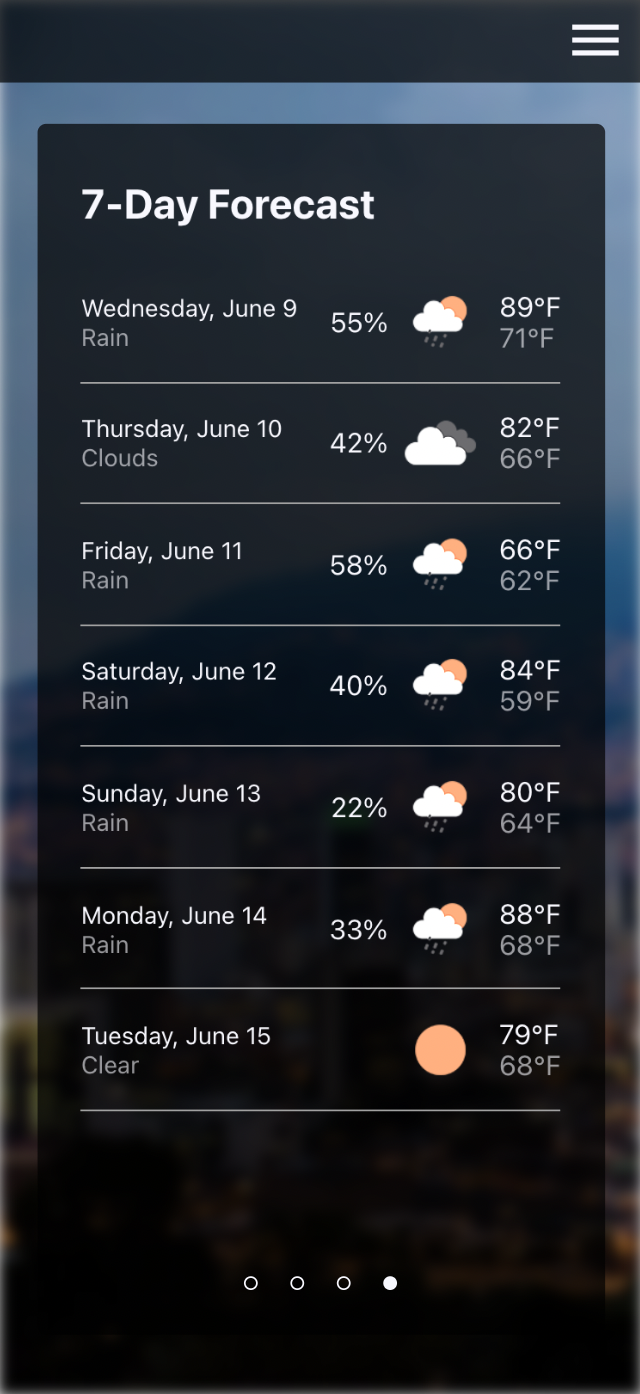 7-Day Forecast
Wednesday, June 9
Rain
55%
89°F
71°F
Thursday, June 10
Clouds
42%
82°F
66°F
Friday, June 11
Rain
58%
66°F
62°F
Saturday, June 12
Rain
40%
84°F
59°F
Sunday, June 13
Rain
22%
80°F
64°F
Monday, June 14
Rain
33%
88°F
68°F
Tuesday, June 15
Clear
79°F
68°F